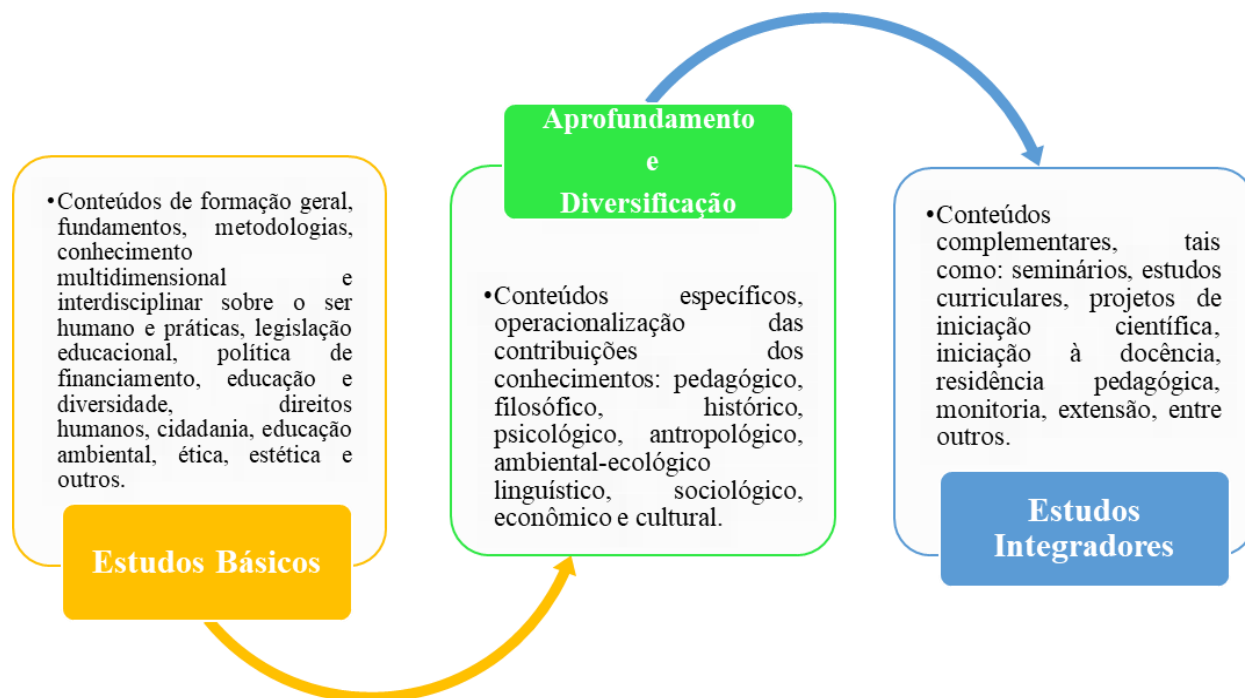 •Conteúdos de formação geral,
fundamentos, metodologias,
conhecimento
multidimensional e
interdisciplinar sobre o ser
humano e práticas, legislação
educacional, política de
financiamento, educação e
diversidade, direitos
humanos, cidadania, educação
ambiental, ética, estética e
outros.
Estudos Básicos
Aprofundamento
e
Diversificação
•Conteúdos específicos,
operacionalização das
contribuições dos
conhecimentos: pedagógico,
filosófico, histórico,
psicológico, antropológico,
ambiental-ecológico
linguístico, sociológico,
econômico e cultural.
•Conteúdos
complementares, tais
como: seminários, estudos
curriculares, projetos de
iniciação científica,
iniciação à docência,
residência pedagógica,
monitoria, extensão, entre
outros.
Estudos
Integradores